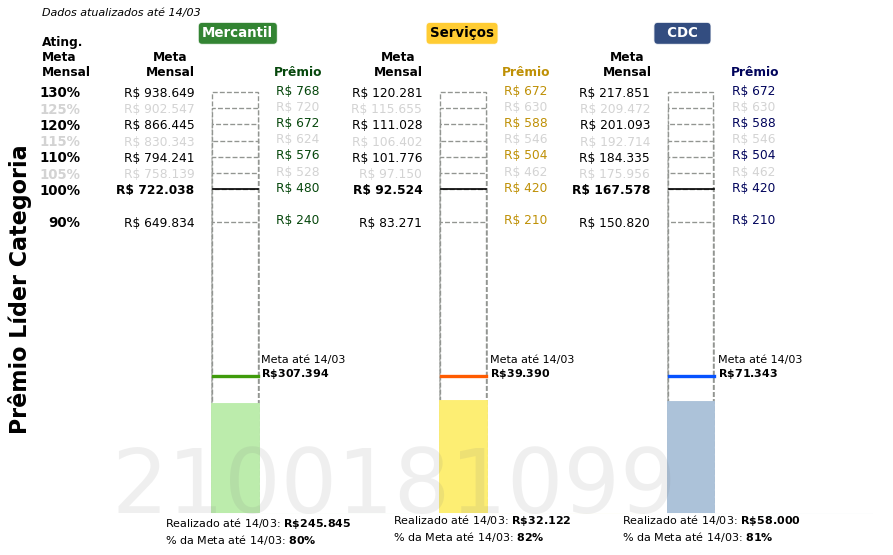 Dados atualizados até 14/03
Mercantil Serviços CDC
Ating.
Meta Meta Meta Meta
Mensal Mensal Prêmio Mensal Prêmio Mensal Prêmio
130% R$ 938.649 R$ 768 R$ 120.281 R$ 672 R$ 217.851 R$ 672
125% R$ 902.547 R$ 720 R$ 115.655 R$ 630 R$ 209.472 R$ 630
120% R$ 866.445 R$ 672 R$ 111.028 R$ 588 R$ 201.093 R$ 588
115% R$ 830.343 R$ 624 R$ 106.402 R$ 546 R$ 192.714 R$ 546
110% R$ 794.241 R$ 576 R$ 101.776 R$ 504 R$ 184.335 R$ 504
105% R$ 758.139 R$ 528 R$ 97.150 R$ 462 R$ 175.956 R$ 462
100% R$ 722.038 R$ 480 R$ 92.524 R$ 420 R$ 167.578 R$ 420
90% R$ 649.834 R$ 240 R$ 83.271 R$ 210 R$ 150.820 R$ 210
Prêmio Líder Categoria
Meta até 14/03 Meta até 14/03 Meta até 14/03
R$307.394 R$39.390 R$71.343
2100181099
Realizado até 14/03: R$245.845 Realizado até 14/03: R$32.122 Realizado até 14/03: R$58.000
% da Meta até 14/03: 80% % da Meta até 14/03: 82% % da Meta até 14/03: 81%